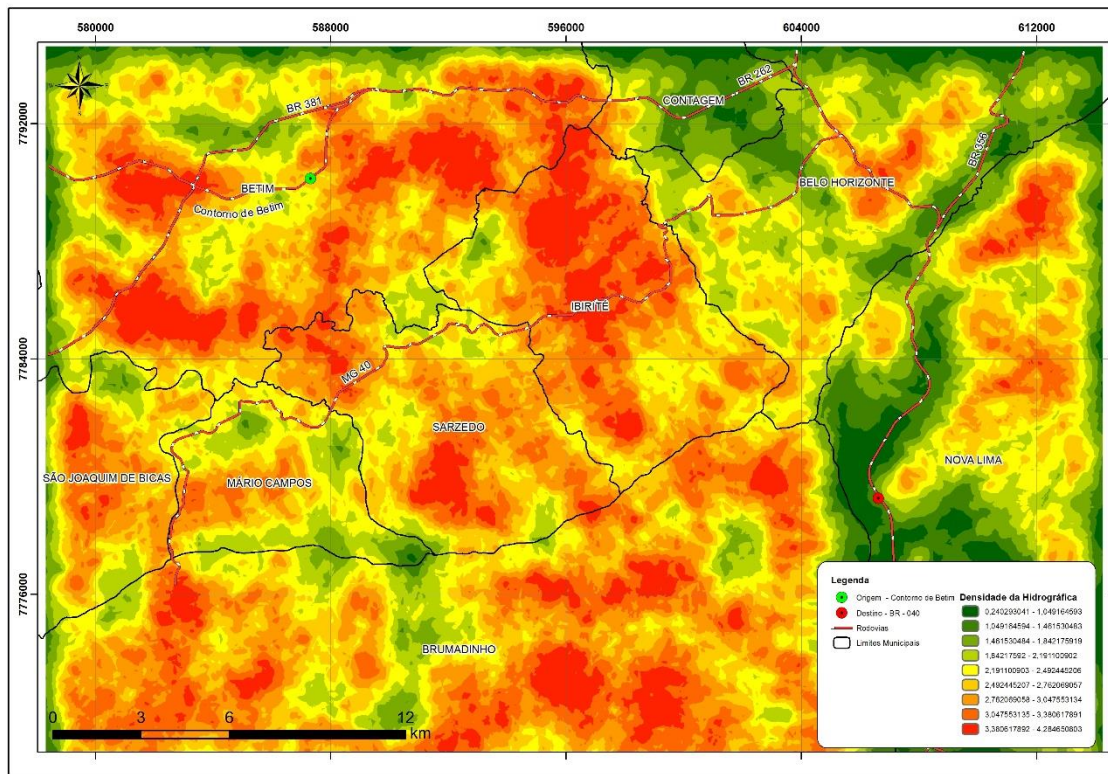 580000 588000 596000 604000 612000
7792000
7784000
7776000
BR 381
BR 262
CONTAGEM
BR 356
BETIM
Contorno de Betim
BELO HORIZONTE
IBIRITÉ
MG 40
SARZEDO
SÃO JOAQUIM DE BICAS
MÁRIO CAMPOS
NOVA LIMA
BRUMADINHO
0 3 6 12
km
Legenda
Origem - Contorno de Betim
Destino - BR - 040
Rodovias
Limites Municipais
Densidade da Hidrográfica
0,240293041 - 1,049164593
1,049164594 - 1,461530483
1,461530484 - 1,842175919
1,84217592 - 2,191100902
2,191100903 - 2,492445206
2,492445207 - 2,762069057
2,762069058 - 3,047553134
3,047553135 - 3,380617891
3,380617892 - 4,284650803